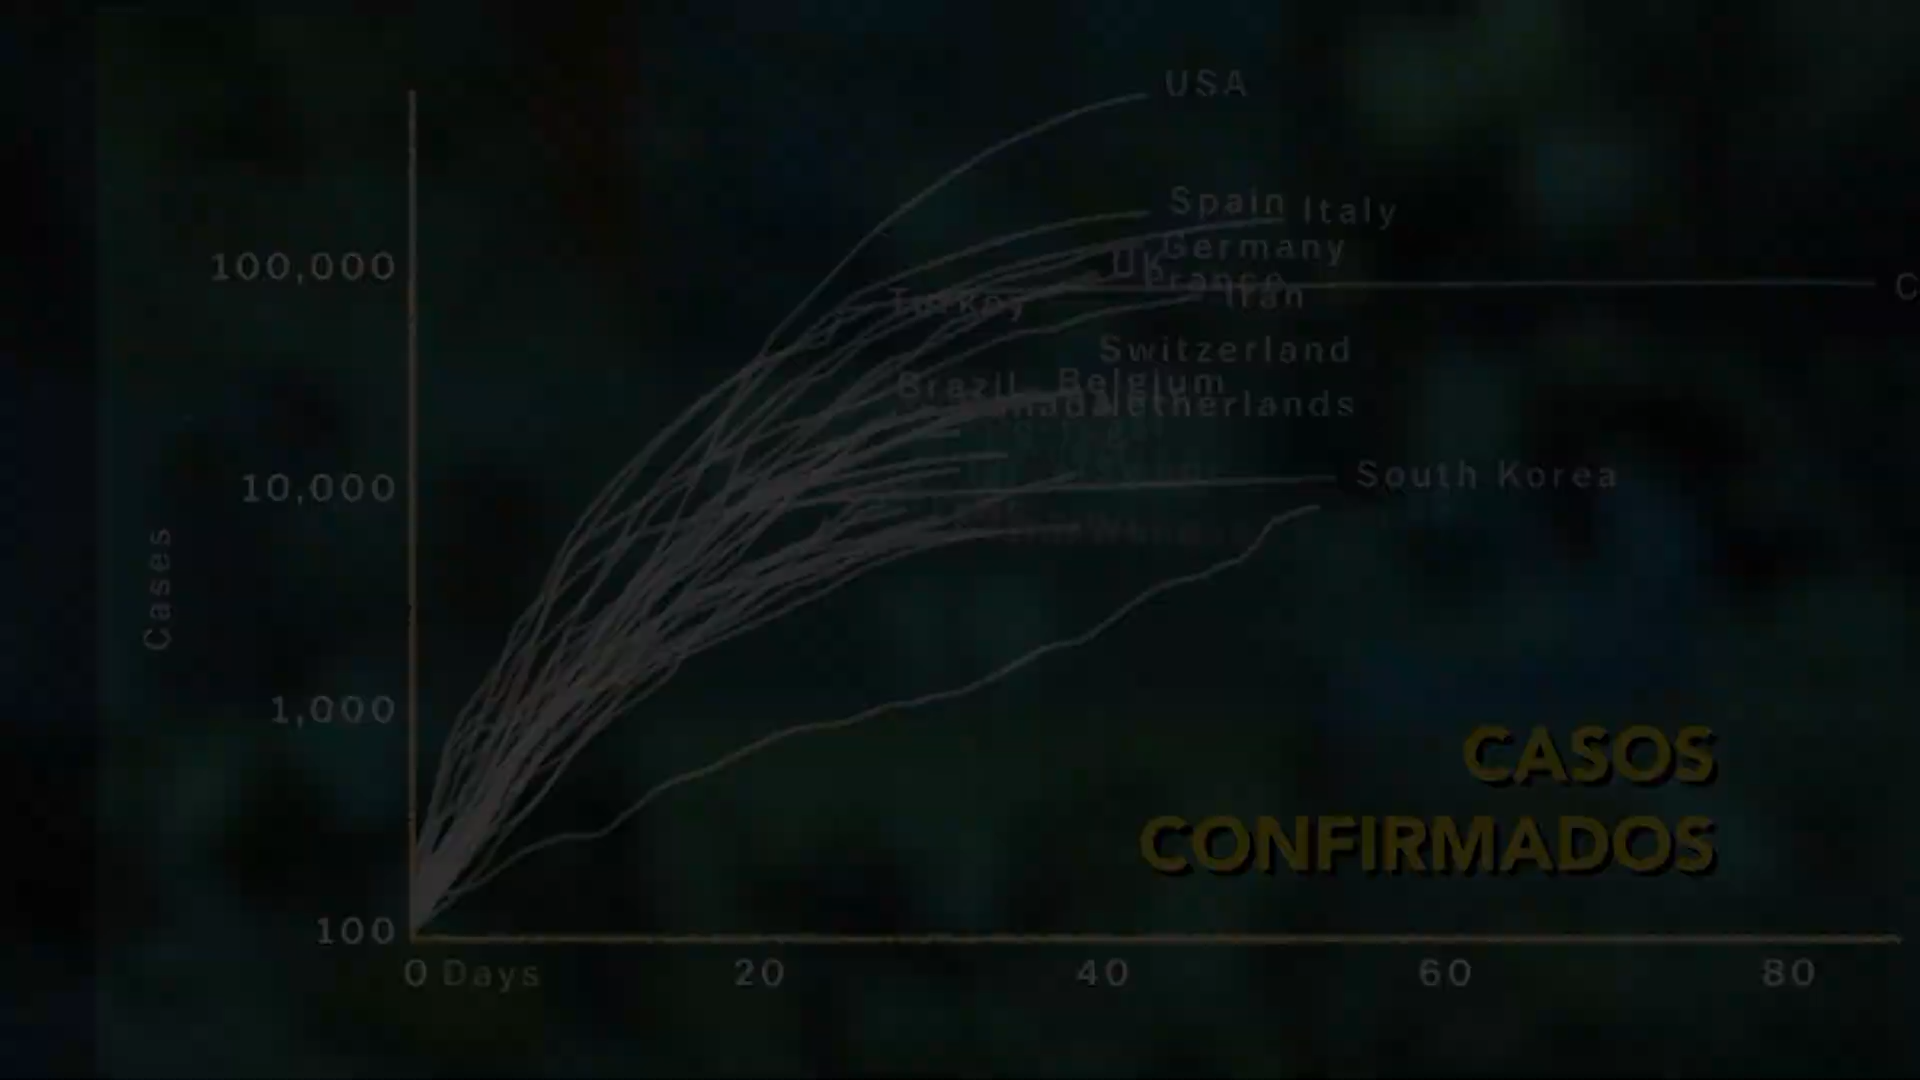 USA
Spain
Italy
Germany
UK
France
100,000
C
Turkey
Iran
Switzerland
Brazil
Belgium
Netherlands
South Korea
10,000
Cases
1,000
CASOS
CONFIRMADOS
100
0 Days
20
40
60
80